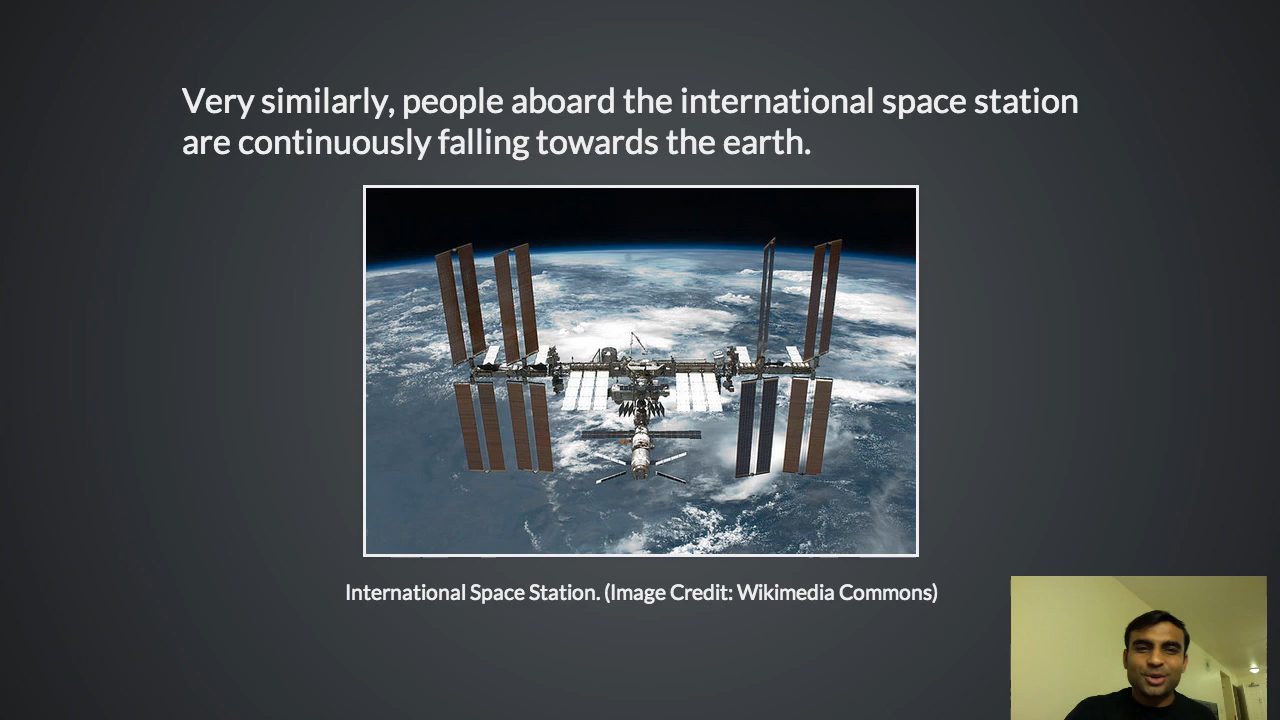 Very similarly, people aboard the international space station
are continuously falling towards the earth.
International Space Station. (Image Credit: Wikimedia Commons)